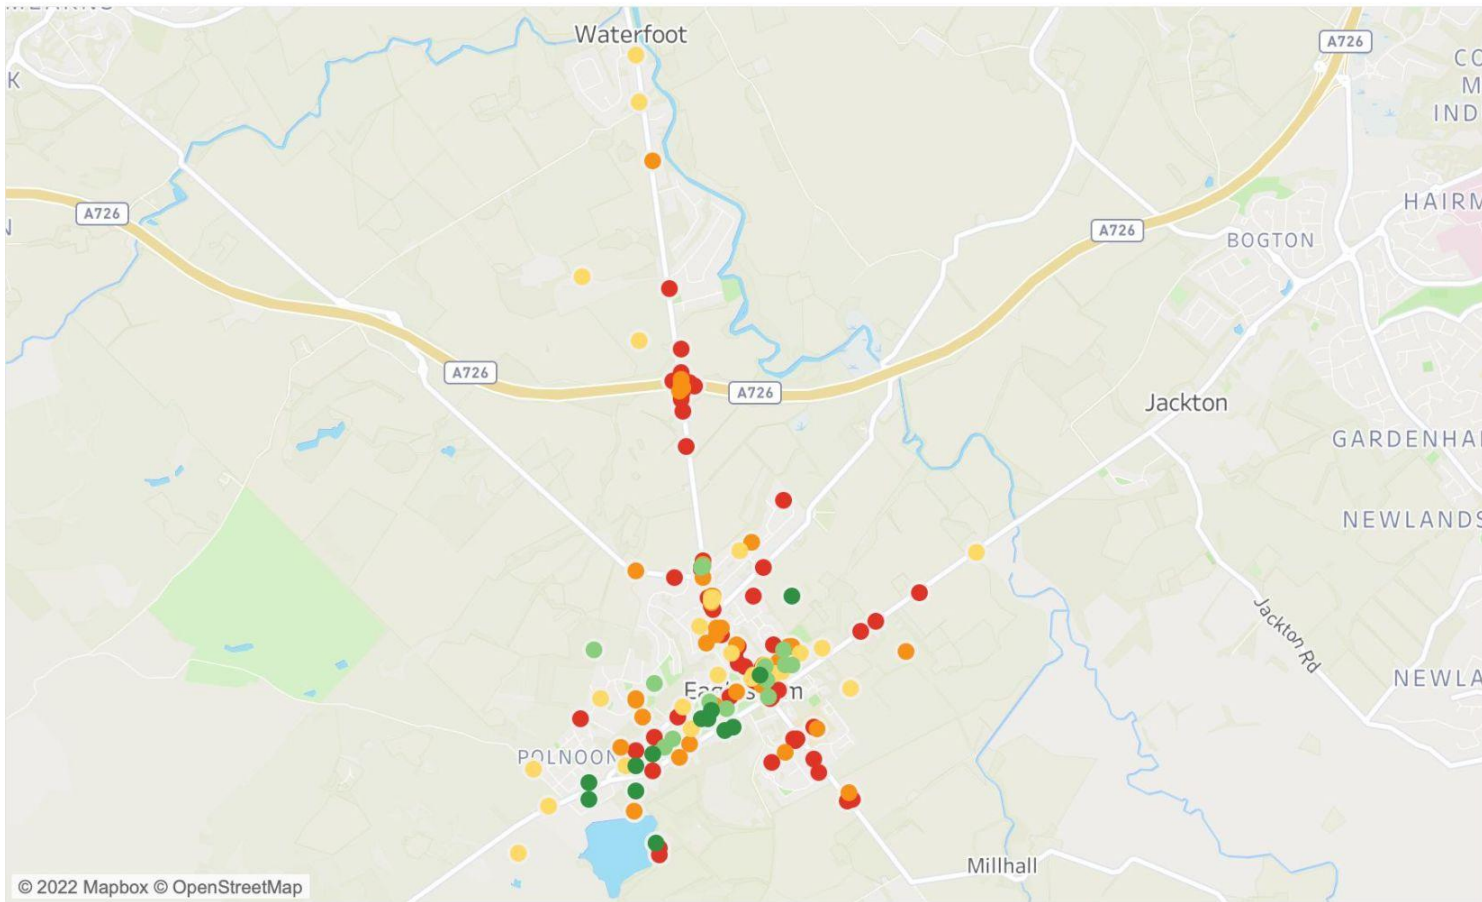 Waterfoot
A726
K
CO
M
IND
A726
HAIRM
A726
BOGTON
A726
A726
Jackton
GARDENHA
NEWLANDS
Jackton Rd
NEWLA
POLNOON
Millhall
© 2022 Mapbox © OpenStreetMap